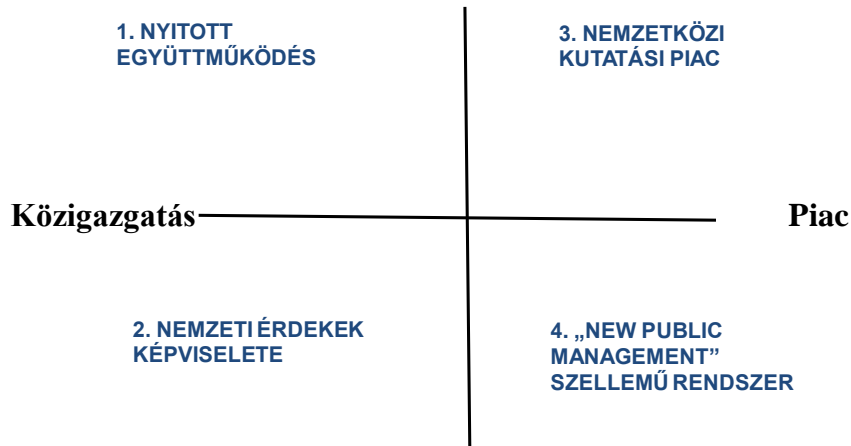 1. NYITOTT
EGYÜTTMŰKÖDÉS
3. NEMZETKÖZI
KUTATÁSI PIAC
Közigazgatás
Piac
2. NEMZETI ÉRDEKEK
KÉPVISELETE
4. „NEW PUBLIC
MANAGEMENT”
SZELLEMŰ RENDSZER